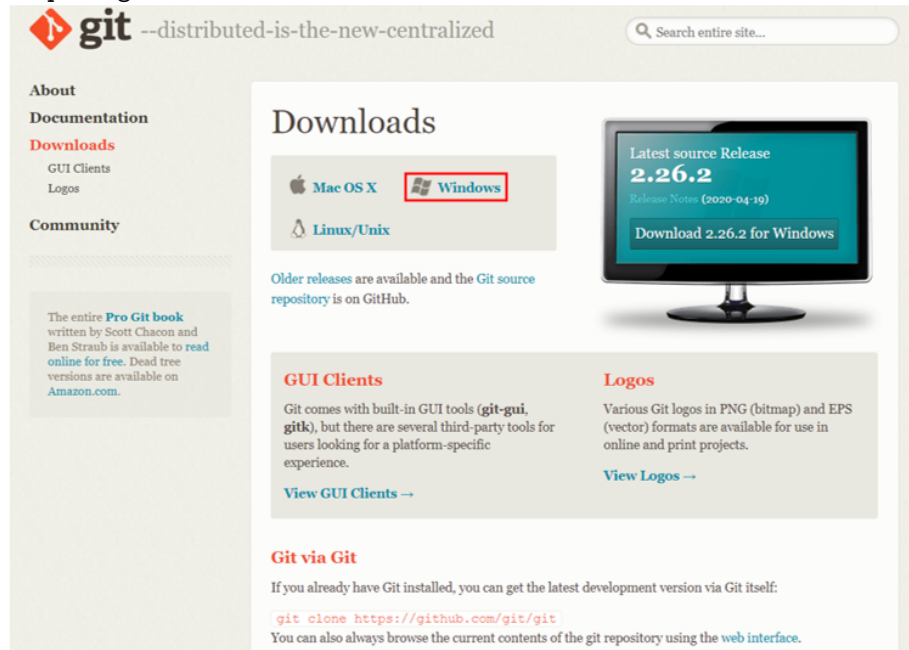 git --distributed-is-the-new-centralized
Search entire site...
About
Documentation
Downloads
GUI Clients
Logos
Community
The entire Pro Git book
written by Scott Chacon and
Ben Straub is available to read
online for free. Dead tree
versions are available on
Amazon.com.
Downloads
Mac OS X
Windows
Linux/Unix
Older releases are available and the Git source
repository is on GitHub.
Latest source Release
2.26.2
Release Notes (2020-04-19)
Download 2.26.2 for Windows
GUI Clients
Git comes with built-in GUI tools (git-gui,
gitk), but there are several third-party tools for
users looking for a platform-specific
experience.
View GUI Clients →
Logos
Various Git logos in PNG (bitmap) and EPS
(vector) formats are available for use in
online and print projects.
View Logos →
Git via Git
If you already have Git installed, you can get the latest development version via Git itself:
git clone https://github.com/git/git
You can also always browse the current contents of the git repository using the web interface.